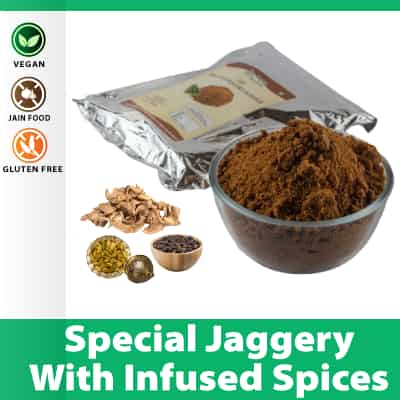 VEGAN
JAIN FOOD
GLUTEN FREE
Special Jaggery
With Infused Spices